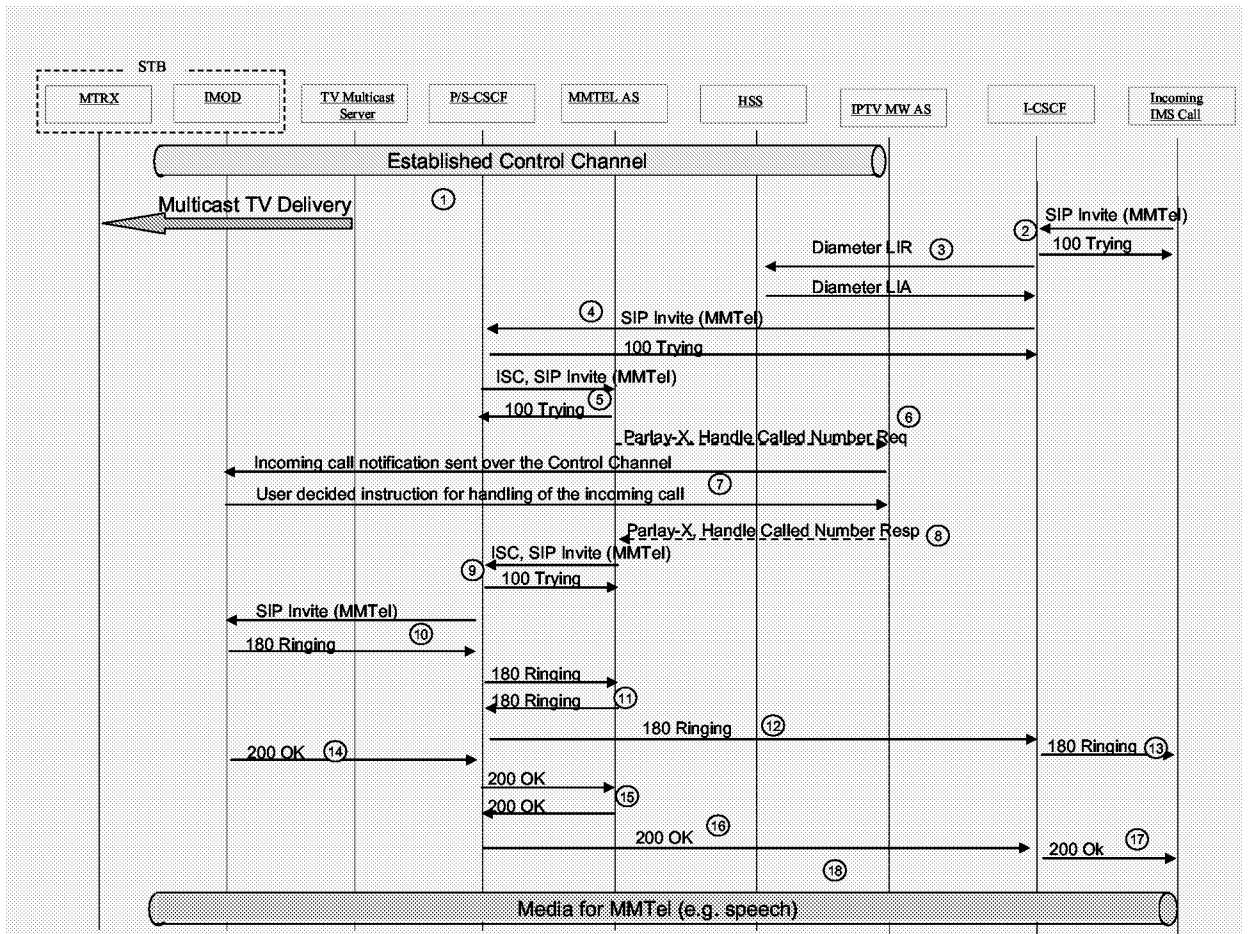 STB
MTRX
IMOD
TV Multicast
Server
P/S-CSCF
MMTEL AS
HSS
IPTV MW AS
I-CSCF
Incoming
IMS Call
Established Control Channel
1
Multicast TV Delivery
2
SIP Invite (MMTel)
100 Trying
Diameter LIR
3
Diameter LIA
4
SIP Invite (MMTel)
100 Trying
ISC, SIP Invite (MMTel)
5
100 Trying
6
Parlay-X, Handle Called Number Req
Incoming call notification sent over the Control Channel
7
User decided instruction for handling of the incoming call
Parlay-X, Handle Called Number Resp
8
ISC, SIP Invite (MMTel)
9
100 Trying
SIP Invite (MMTel)
10
180 Ringing
180 Ringing
180 Ringing
11
180 Ringing
12
180 Ringing
13
200 OK
14
200 OK
15
200 OK
16
200 OK
17
200 Ok
18
Media for MMTel (e.g. speech)